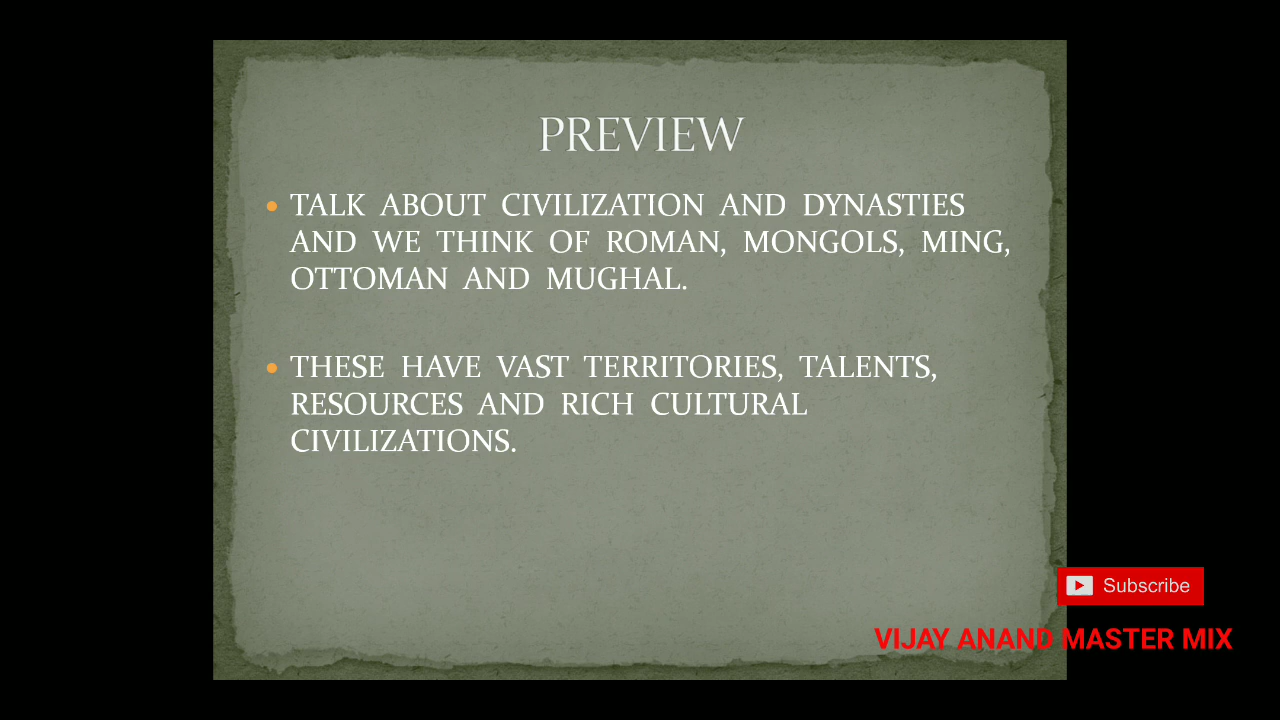 PREVIEW
• TALK ABOUT CIVILIZATION AND DYNASTIES
AND WE THINK OF ROMAN, MONGOLS, MING,
OTTOMAN AND MUGHAL.
• THESE HAVE VAST TERRITORIES, TALENTS,
RESOURCES AND RICH CULTURAL
CIVILIZATIONS.
Subscribe
VIJAY ANAND MASTER MIX